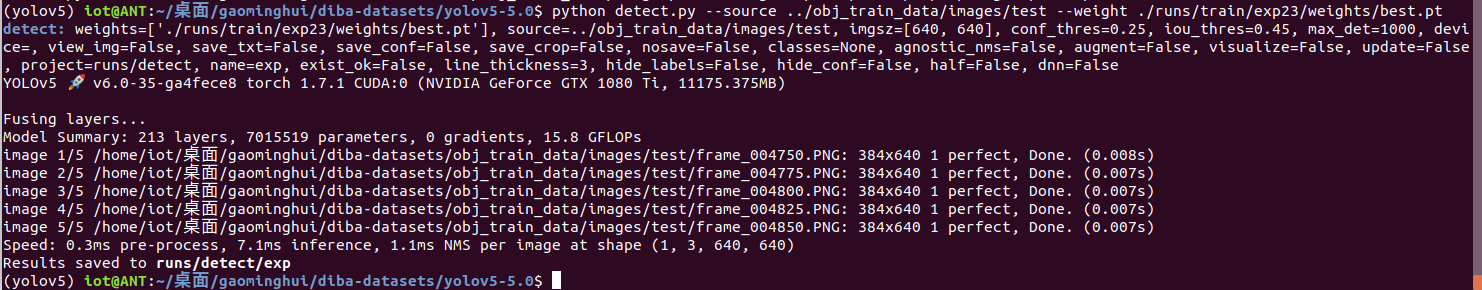 (yolov5) iot@ANT:~/桌面/gaominghui/diba-datasets/yolov5-5.0$ python detect.py --source ../obj_train_data/images/test --weight ./runs/train/exp23/weights/best.pt
detect: weights=['./runs/train/exp23/weights/best.pt'], source=../obj_train_data/images/test, imgsz=[640, 640], conf_thres=0.25, iou_thres=0.45, max_det=1000, devi
ce=, view_img=False, save_txt=False, save_conf=False, save_crop=False, nosave=False, classes=None, agnostic_nms=False, augment=False, visualize=False, update=False
, project=runs/detect, name=exp, exist_ok=False, line_thickness=3, hide_labels=False, hide_conf=False, half=False, dnn=False
YOLOv5 🚀 v6.0-35-ga4fece8 torch 1.7.1 CUDA:0 (NVIDIA GeForce GTX 1080 Ti, 11175.375MB)
Fusing layers...
Model Summary: 213 layers, 7015519 parameters, 0 gradients, 15.8 GFLOPs
image 1/5 /home/iot/桌面/gaominghui/diba-datasets/obj_train_data/images/test/frame_004750.PNG: 384x640 1 perfect, Done. (0.008s)
image 2/5 /home/iot/桌面/gaominghui/diba-datasets/obj_train_data/images/test/frame_004775.PNG: 384x640 1 perfect, Done. (0.007s)
image 3/5 /home/iot/桌面/gaominghui/diba-datasets/obj_train_data/images/test/frame_004800.PNG: 384x640 1 perfect, Done. (0.007s)
image 4/5 /home/iot/桌面/gaominghui/diba-datasets/obj_train_data/images/test/frame_004825.PNG: 384x640 1 perfect, Done. (0.007s)
image 5/5 /home/iot/桌面/gaominghui/diba-datasets/obj_train_data/images/test/frame_004850.PNG: 384x640 1 perfect, Done. (0.007s)
Speed: 0.3ms pre-process, 7.1ms inference, 1.1ms NMS per image at shape (1, 3, 640, 640)
Results saved to runs/detect/exp
(yolov5) iot@ANT:~/桌面/gaominghui/diba-datasets/yolov5-5.0$